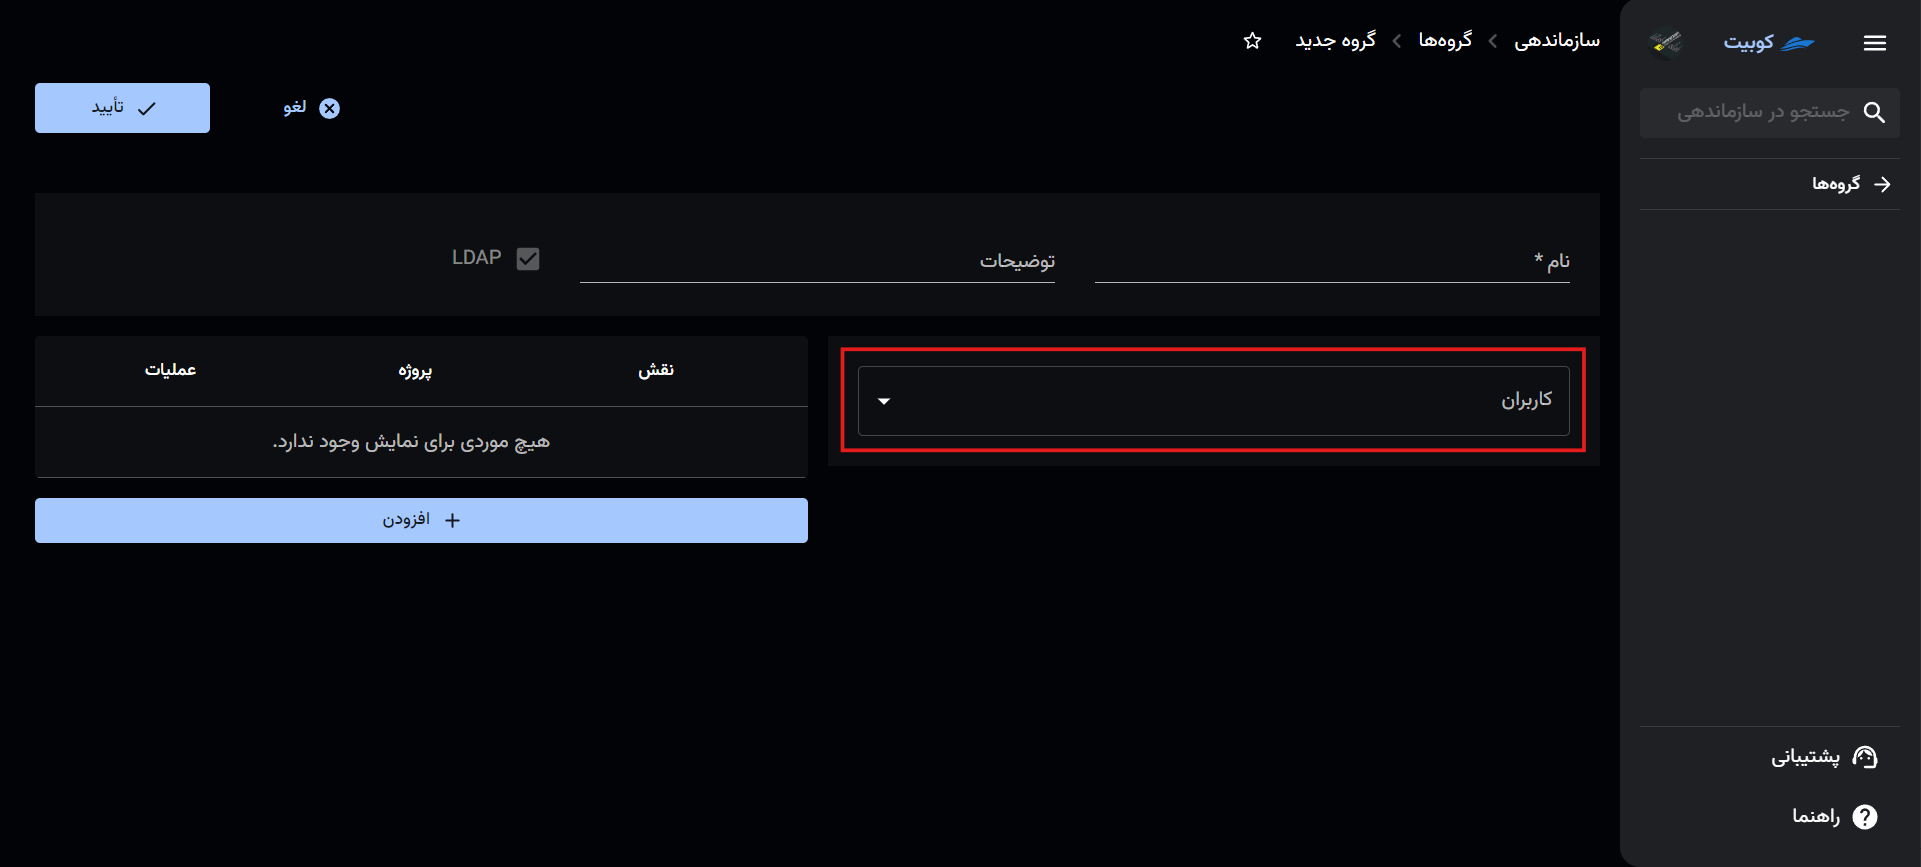 کوبیت
جستجو در سازماندهی
گروه‌ها
پشتیبانی
راهنما
سازماندهی
گروه‌ها
گروه جدید
لغو
تأیید
نام *
توضیحات
LDAP
کاربران
نقش
پروژه
عملیات
هیچ موردی برای نمایش وجود ندارد.
افزودن